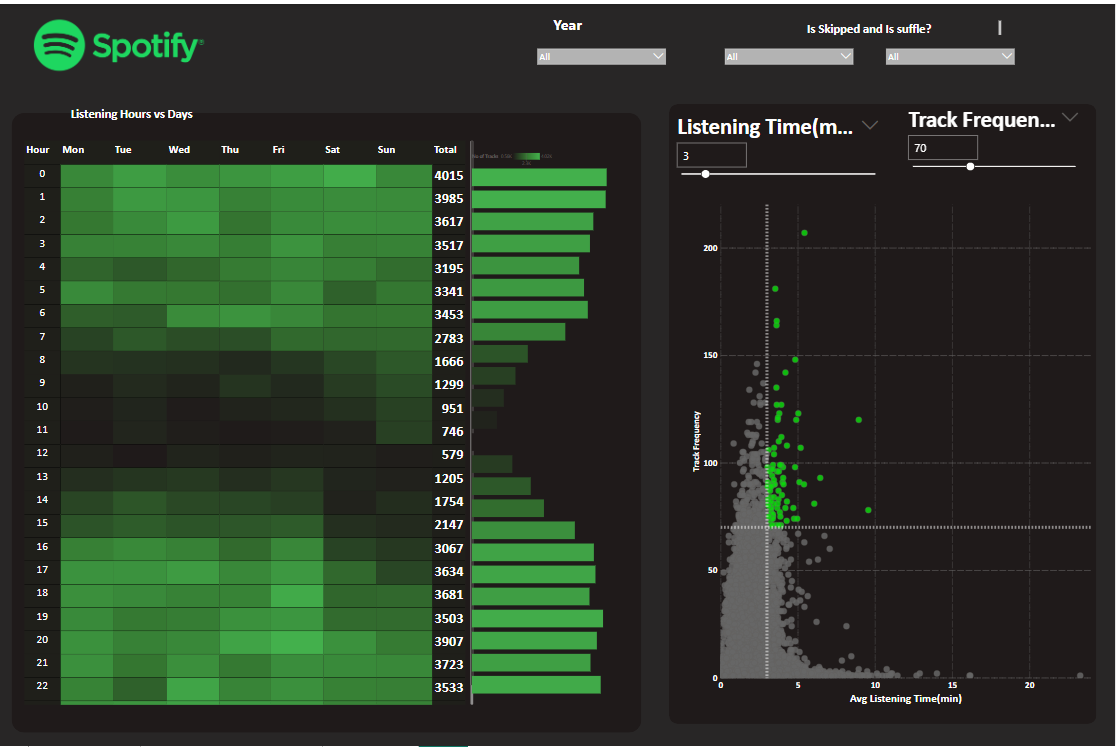 Spotify
Year
Is Skipped and Is suffle?
All
All
All
Listening Hours vs Days
Hour Mon Tue Wed Thu Fri Sat Sun Total
0 4015
1 3985
2 3617
3 3517
4 3195
5 3341
6 3453
7 2783
8 1666
9 1299
10 951
11 746
12 579
13 1205
14 1754
15 2147
16 3067
17 3634
18 3681
19 3503
20 3907
21 3723
22 3533
Listening Time(m...
3
Track Frequen...
70
Track Frequency
200
150
100
50
0
0 5 10 15 20
Avg Listening Time(min)